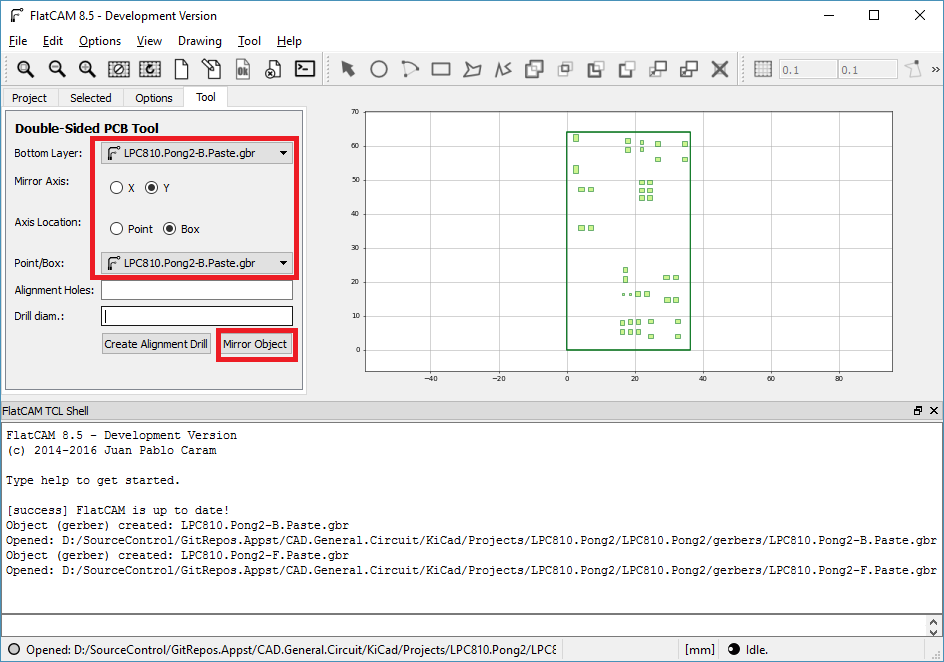 FlatCAM 8.5 - Development Version
File Edit Options View Drawing Tool Help
Ok 0.1 0.1 »
Project Selected Options Tool
Double-Sided PCB Tool
Bottom Layer: LPC810.Pong2-B.Paste.gbr
Mirror Axis: X Y
Axis Location: Point Box
Point/Box: LPC810.Pong2-B.Paste.gbr
Alignment Holes:
Drill diam.:
Create Alignment Drill Mirror Object
70
60
50
40
30
20
10
0
−40 −20 0 20 40 60 80
FlatCAM TCL Shell
FlatCAM 8.5 - Development Version
(c) 2014-2016 Juan Pablo Caram
Type help to get started.
[success] FlatCAM is up to date!
Object (gerber) created: LPC810.Pong2-B.Paste.gbr
Opened: D:/SourceControl/GitRepos.Appst/CAD.General.Circuit/KiCad/Projects/LPC810.Pong2/LPC810.Pong2/gerbers/LPC810.Pong2-B.Paste.gbr
Object (gerber) created: LPC810.Pong2-F.Paste.gbr
Opened: D:/SourceControl/GitRepos.Appst/CAD.General.Circuit/KiCad/Projects/LPC810.Pong2/LPC810.Pong2/gerbers/LPC810.Pong2-F.Paste.gbr
Opened: D:/SourceControl/GitRepos.Appst/CAD.General.Circuit/KiCad/Projects/LPC810.Pong2/LPC8 [mm] Idle.